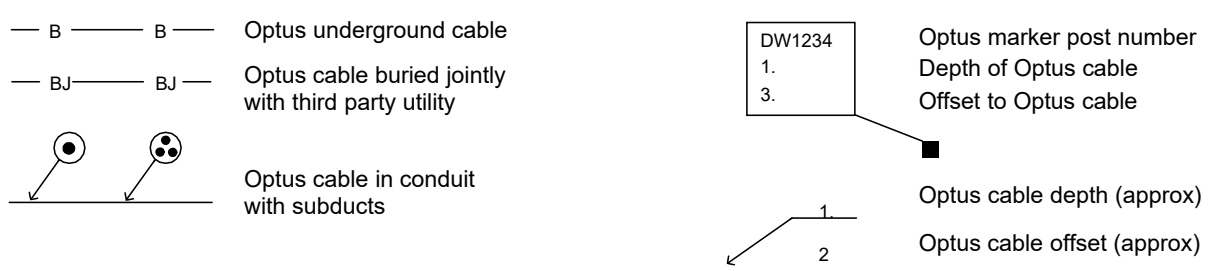 B B Optus underground cable
BJ BJ Optus cable buried jointly
with third party utility
Optus cable in conduit
with subducts
DW1234 Optus marker post number
1. Depth of Optus cable
3. Offset to Optus cable
1. Optus cable depth (approx)
2 Optus cable offset (approx)